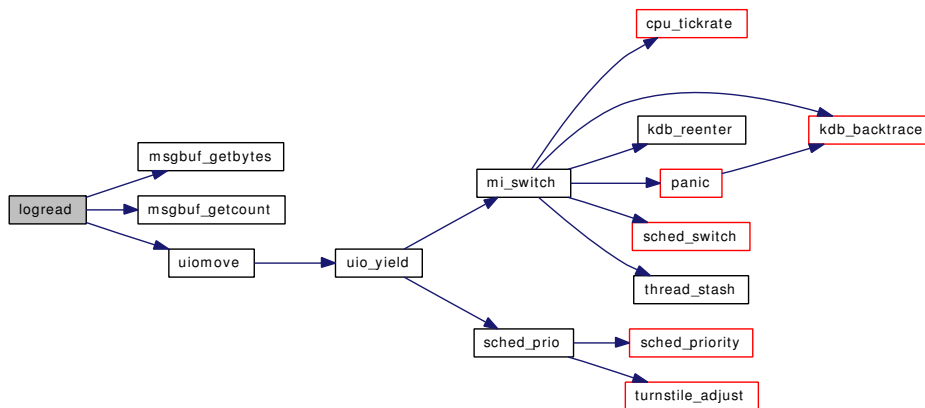 cpu_tickrate
kdb_backtrace
kdb_reenter
msgbuf_getbytes
mi_switch
panic
logread
msgbuf_getcount
sched_switch
uiomove
uio_yield
thread_stash
sched_prio
sched_priority
turnstile_adjust